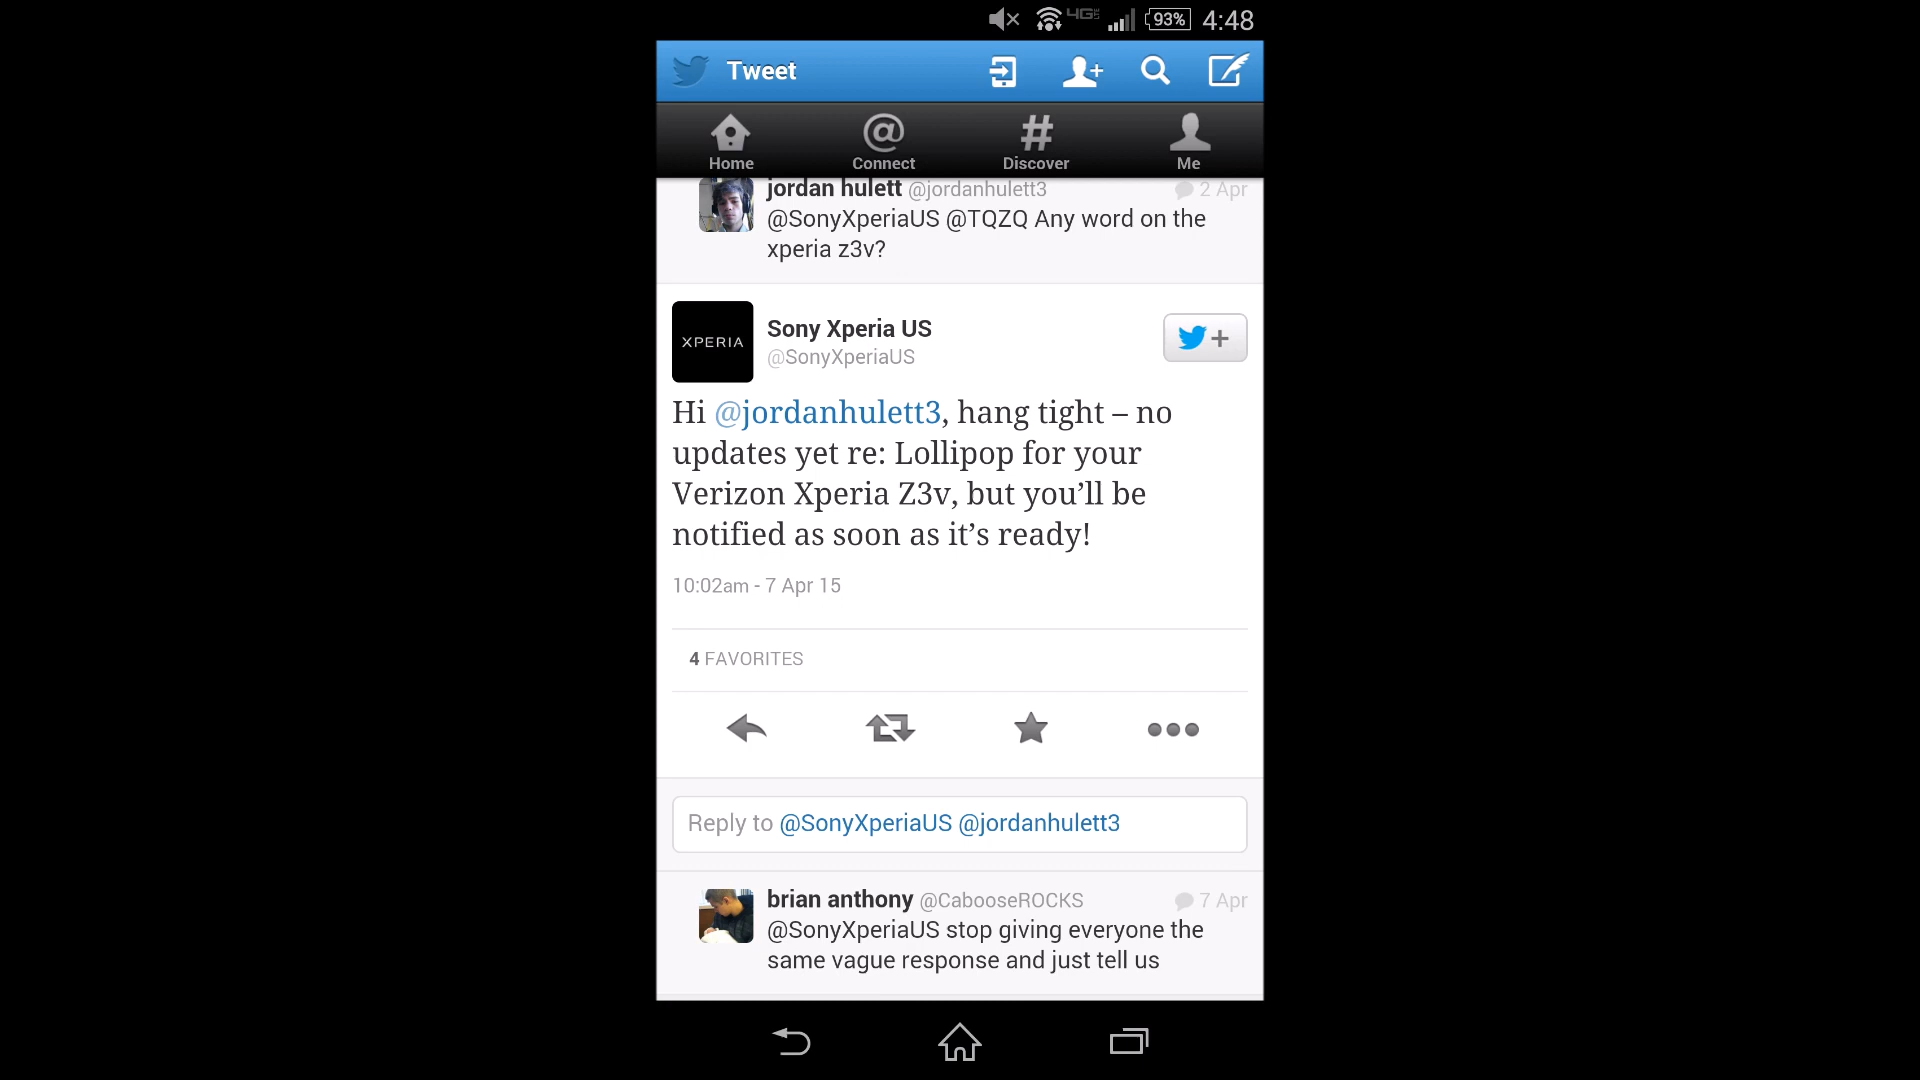 4G LTE 93% 4:48
Tweet
Home Connect Discover Me
jordan hulett @jordanhulett3 2 Apr
@SonyXperiaUS @TQZQ Any word on the
xperia z3v?
XPERIA
Sony Xperia US
@SonyXperiaUS
Hi @jordanhulett3, hang tight – no
updates yet re: Lollipop for your
Verizon Xperia Z3v, but you’ll be
notified as soon as it’s ready!
10:02am - 7 Apr 15
4 FAVORITES
Reply to @SonyXperiaUS @jordanhulett3
brian anthony @CabooseROCKS 7 Apr
@SonyXperiaUS stop giving everyone the
same vague response and just tell us